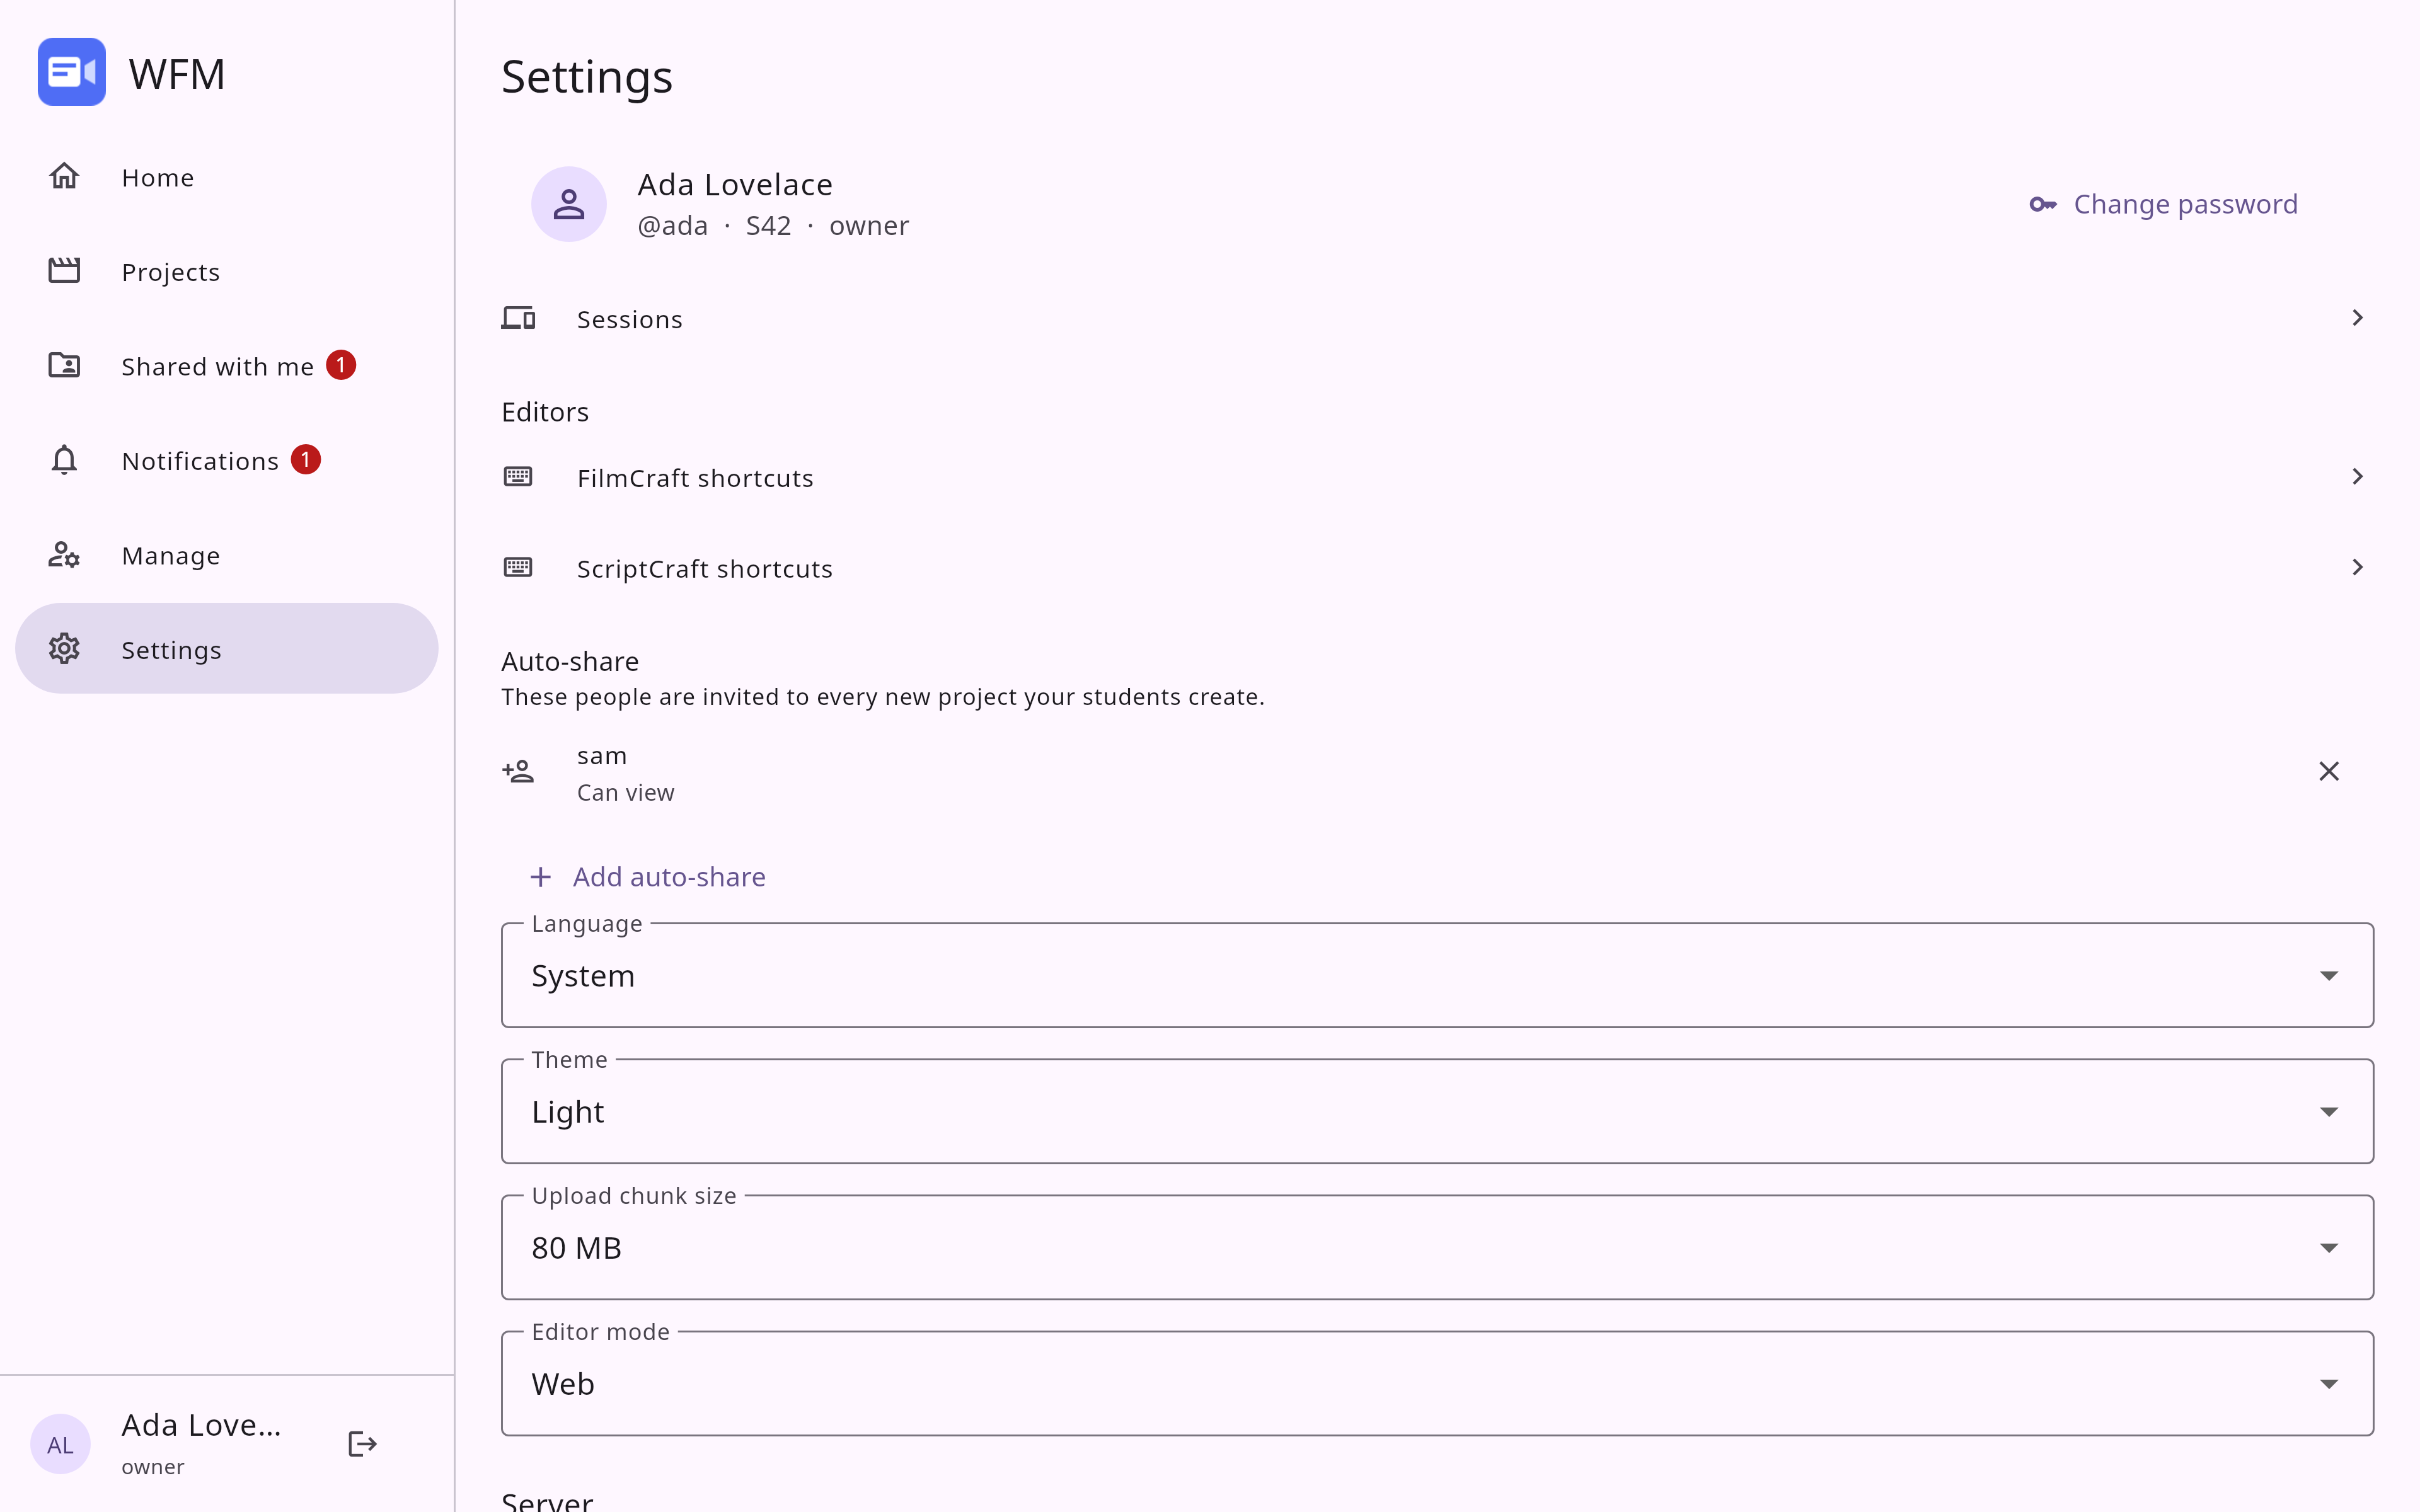 WFM
Home
Projects
Shared with me 1
Notifications 1
Manage
Settings
AL
Ada Love...
owner
Settings
Ada Lovelace
@ada · S42 · owner
Change password
Sessions
Editors
FilmCraft shortcuts
ScriptCraft shortcuts
Auto-share
These people are invited to every new project your students create.
sam
Can view
Add auto-share
Language
System
Theme
Light
Upload chunk size
80 MB
Editor mode
Web
Server